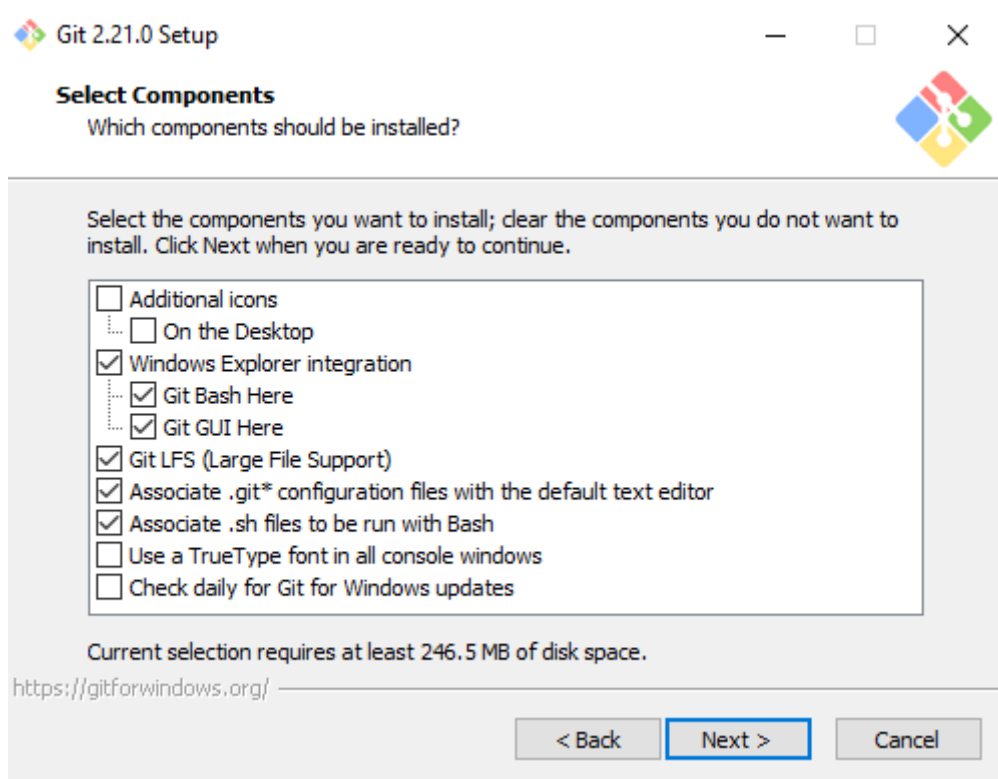 Git 2.21.0 Setup
Select Components
Which components should be installed?
Select the components you want to install; clear the components you do not want to
install. Click Next when you are ready to continue.
Additional icons
On the Desktop
Windows Explorer integration
Git Bash Here
Git GUI Here
Git LFS (Large File Support)
Associate .git* configuration files with the default text editor
Associate .sh files to be run with Bash
Use a TrueType font in all console windows
Check daily for Git for Windows updates
Current selection requires at least 246.5 MB of disk space.
https://gitforwindows.org/
< Back
Next >
Cancel